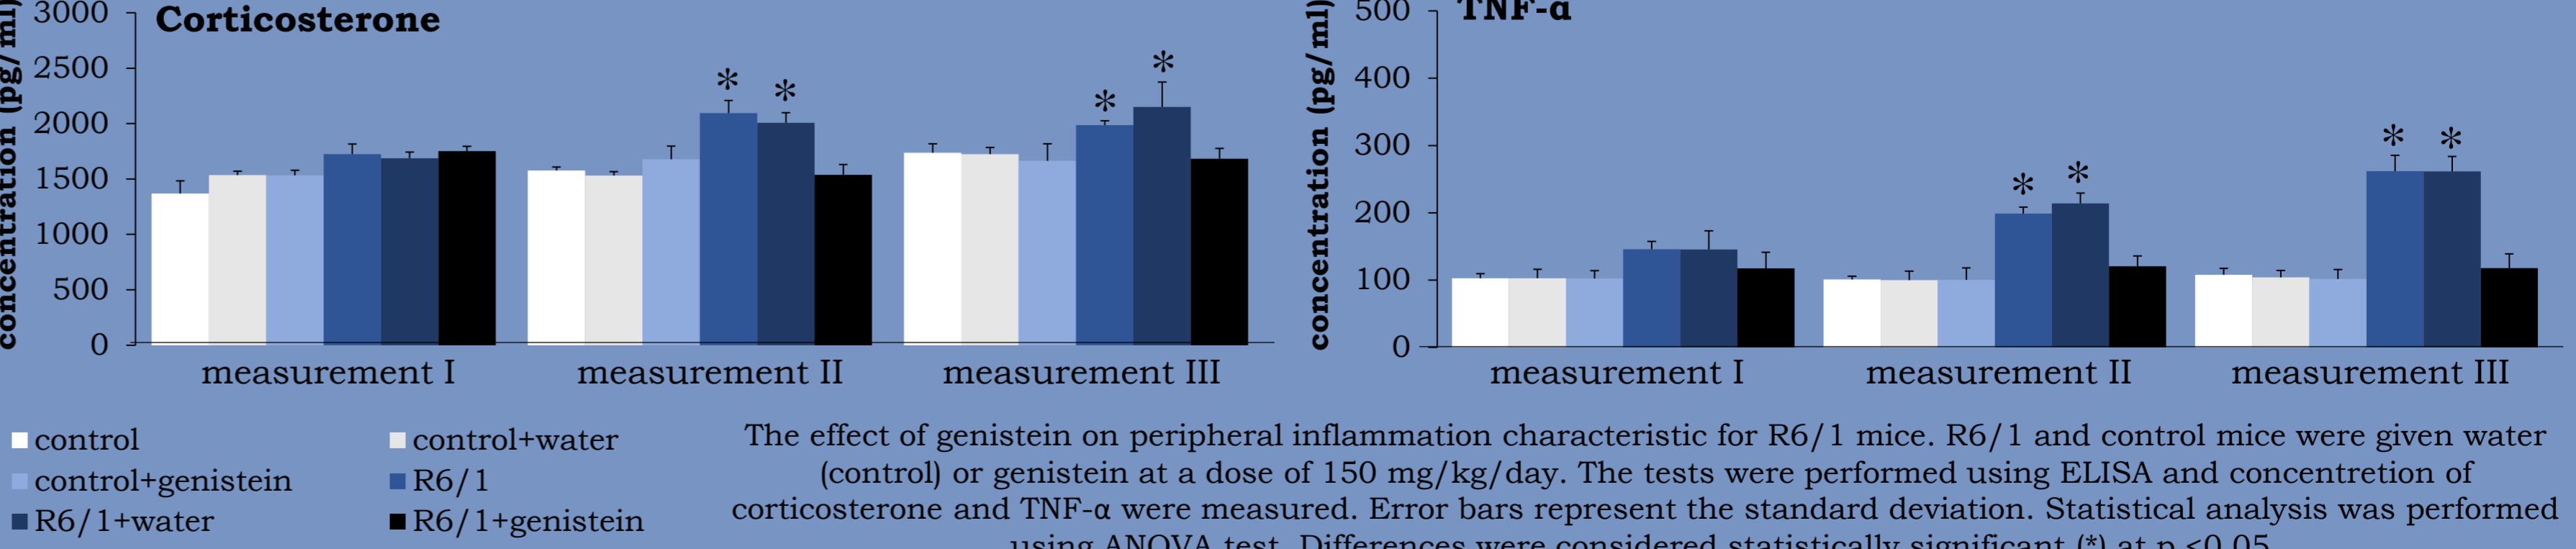 Corticosterone
concentration (pg/ml)
3000
2500
2000
1500
1000
500
0
* * * *
measurement I measurement II measurement III
TNF-α
concentration (pg/ml)
500
400
300
200
100
0
* * * *
measurement I measurement II measurement III
control control+water
control+genistein R6/1
R6/1+water R6/1+genistein
The effect of genistein on peripheral inflammation characteristic for R6/1 mice. R6/1 and control mice were given water
(control) or genistein at a dose of 150 mg/kg/day. The tests were performed using ELISA and concentretion of
corticosterone and TNF-α were measured. Error bars represent the standard deviation. Statistical analysis was performed
using ANOVA test. Differences were considered statistically significant (*) at p <0.05